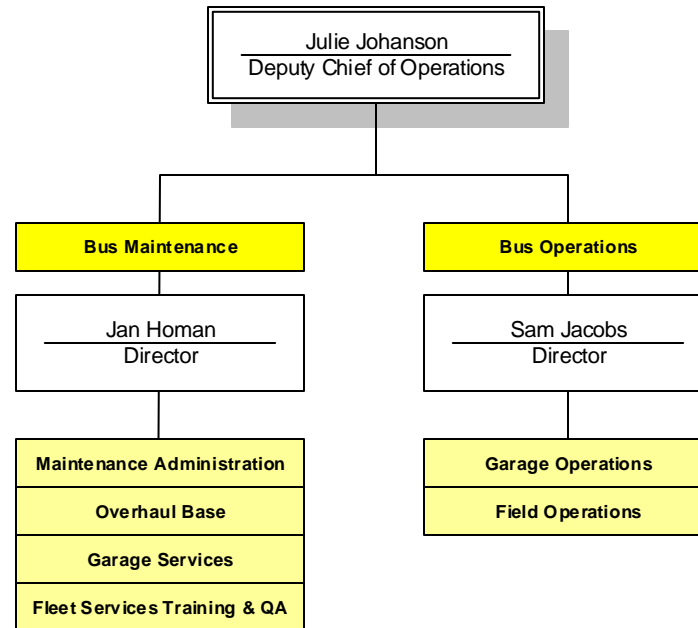 Julie Johanson
Deputy Chief of Operations
Bus Maintenance
Bus Operations
Jan Homan
Director
Sam Jacobs
Director
Maintenance Administration
Overhaul Base
Garage Services
Fleet Services Training & QA
Garage Operations
Field Operations